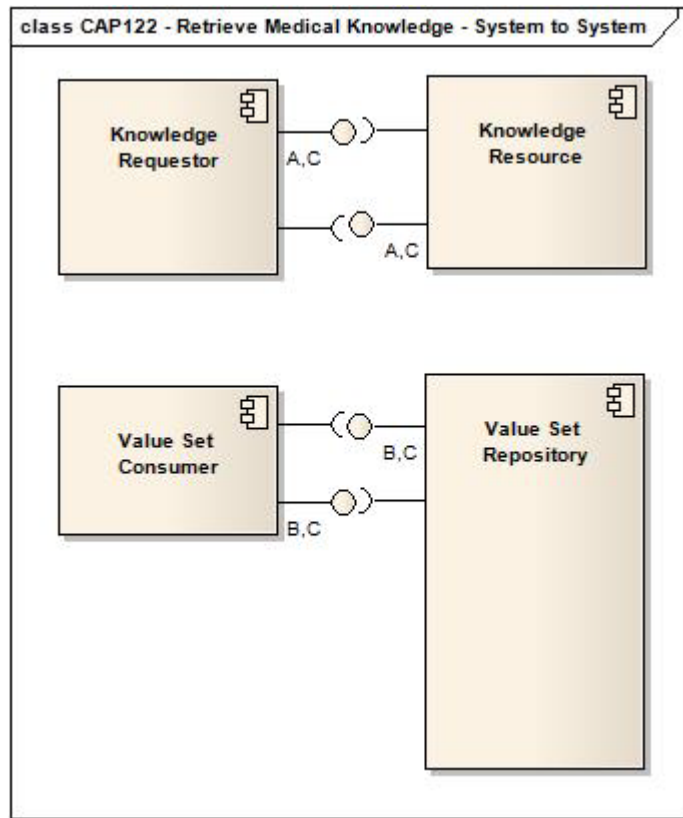 class CAP122 - Retrieve Medical Knowledge - System to System
Knowledge
Requestor
A,C
Knowledge
Resource
A,C
Value Set
Consumer
B,C
Value Set
Repository
B,C